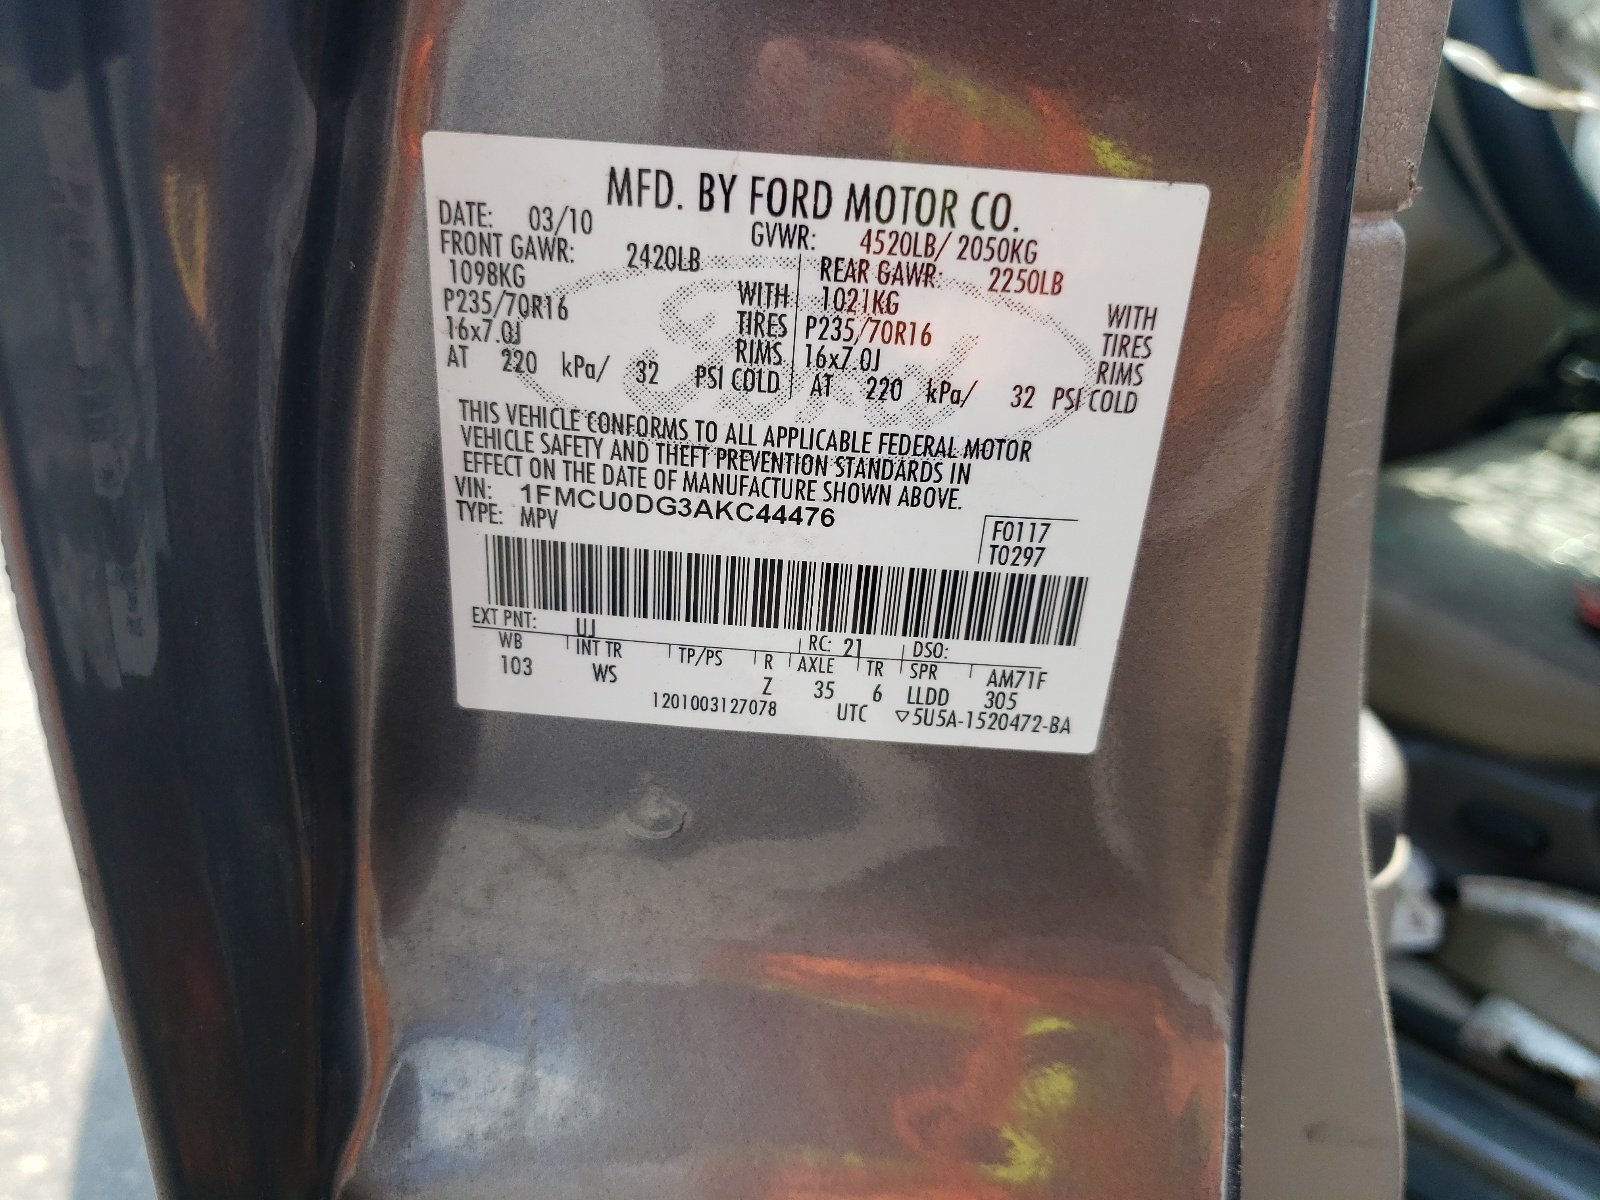 MFD. BY FORD MOTOR CO.
DATE: 03/10 GVWR: 4520LB/ 2050KG
FRONT GAWR: 2420LB REAR GAWR: 2250LB
1098KG WITH 1021KG WITH
P235/70R16 TIRES P235/70R16 TIRES
16x7.0J RIMS 16x7.0J RIMS
AT 220 kPa/ 32 PSI COLD AT 220 kPa/ 32 PSI COLD
THIS VEHICLE CONFORMS TO ALL APPLICABLE FEDERAL MOTOR
VEHICLE SAFETY AND THEFT PREVENTION STANDARDS IN
EFFECT ON THE DATE OF MANUFACTURE SHOWN ABOVE.
VIN: 1FMCU0DG3AKC44476
TYPE: MPV
F0117
T0297
EXT PNT: UJ RC: 21 DSO:
WB INT TR TP/PS R AXLE TR SPR AM71F
103 WS Z 35 6 LLDD 305
1201003127078 UTC ▽5U5A-1520472-BA
Ford